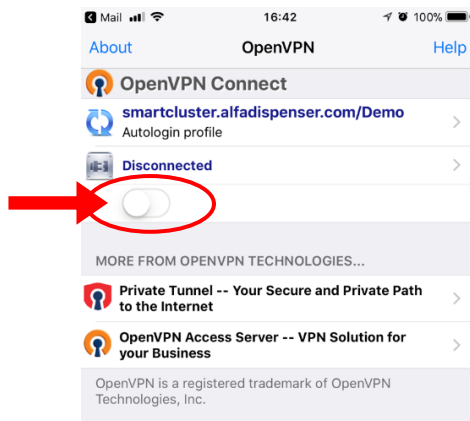 Mail 16:42 100%
About OpenVPN Help
OpenVPN Connect
smartcluster.alfadispenser.com/Demo
Autologin profile
Disconnected
MORE FROM OPENVPN TECHNOLOGIES...
Private Tunnel -- Your Secure and Private Path
to the Internet
OpenVPN Access Server -- VPN Solution for
your Business
OpenVPN is a registered trademark of OpenVPN
Technologies, Inc.